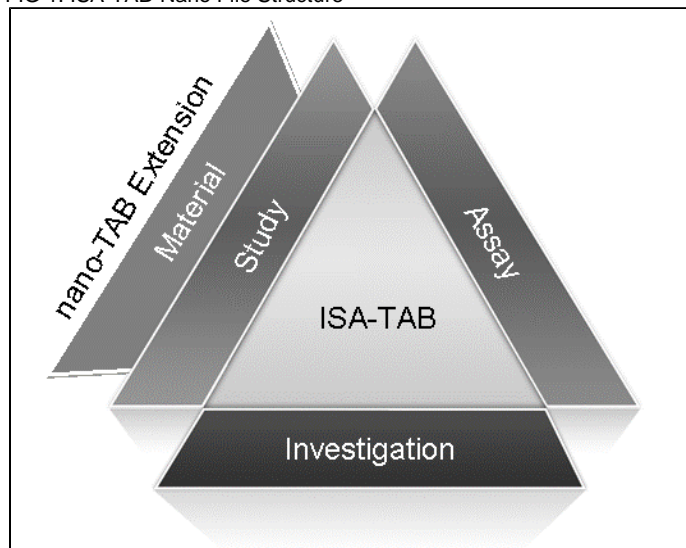 nano-TAB Extension
Material
Study
Assay
ISA-TAB
Investigation